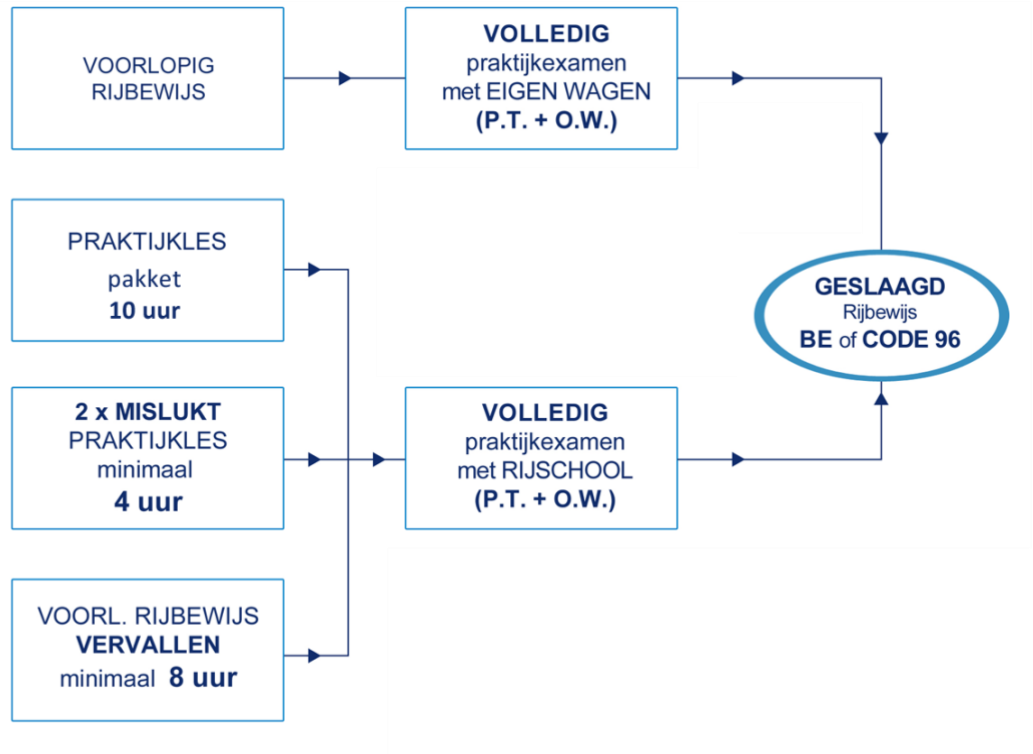 VOORLOPIG
RIJBEWIJS
VOLLEDIG
praktijkexamen
met EIGEN WAGEN
(P.T. + O.W.)
PRAKTIJKLES
pakket
10 uur
GESLAAGD
Rijbewijs
BE of CODE 96
2 x MISLUKT
PRAKTIJKLES
minimaal
4 uur
VOLLEDIG
praktijkexamen
met RIJSCHOOL
(P.T. + O.W.)
VOORL. RIJBEWIJS
VERVALLEN
minimaal 8 uur